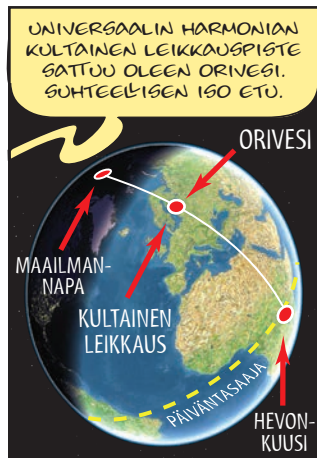 UNIVERSAALIN HARMONIAN
KULTAINEN LEIKKAUSPISTE
SATTUU OLEEN ORIVESI.
SUHTEELLISEN ISO ETU.
ORIVESI
MAAILMAN-
NAPA
KULTAINEN
LEIKKAUS
PÄIVÄNTASAAJA
HEVON-
KUUSI